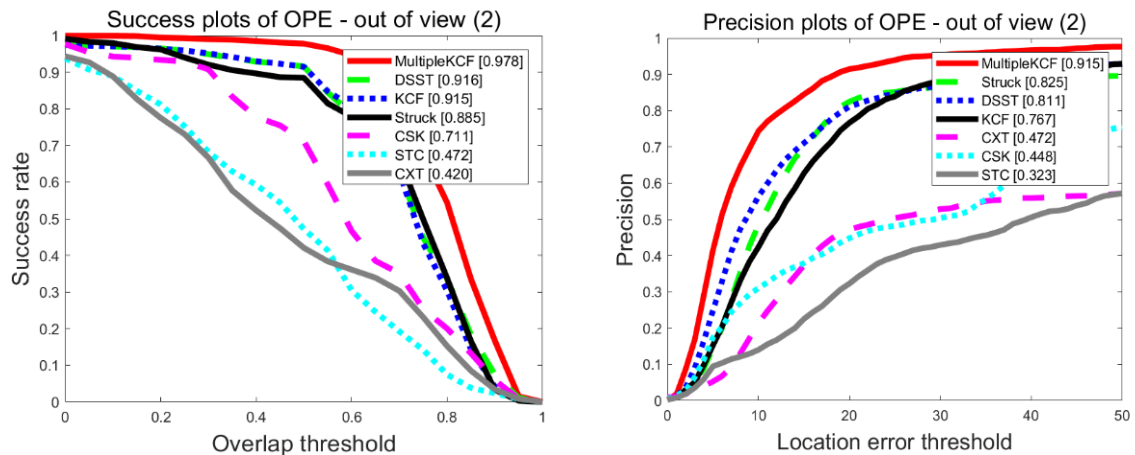 Success plots of OPE - out of view (2)
1
0.9
0.8
0.7
0.6
0.5
0.4
0.3
0.2
0.1
0
Success rate
MultipleKCF [0.978]
DSST [0.916]
KCF [0.915]
Struck [0.885]
CSK [0.711]
STC [0.472]
CXT [0.420]
0 0.2 0.4 0.6 0.8 1
Overlap threshold
Precision plots of OPE - out of view (2)
1
0.9
0.8
0.7
0.6
0.5
0.4
0.3
0.2
0.1
0
Precision
MultipleKCF [0.915]
Struck [0.825]
DSST [0.811]
KCF [0.767]
CXT [0.472]
CSK [0.448]
STC [0.323]
0 10 20 30 40 50
Location error threshold